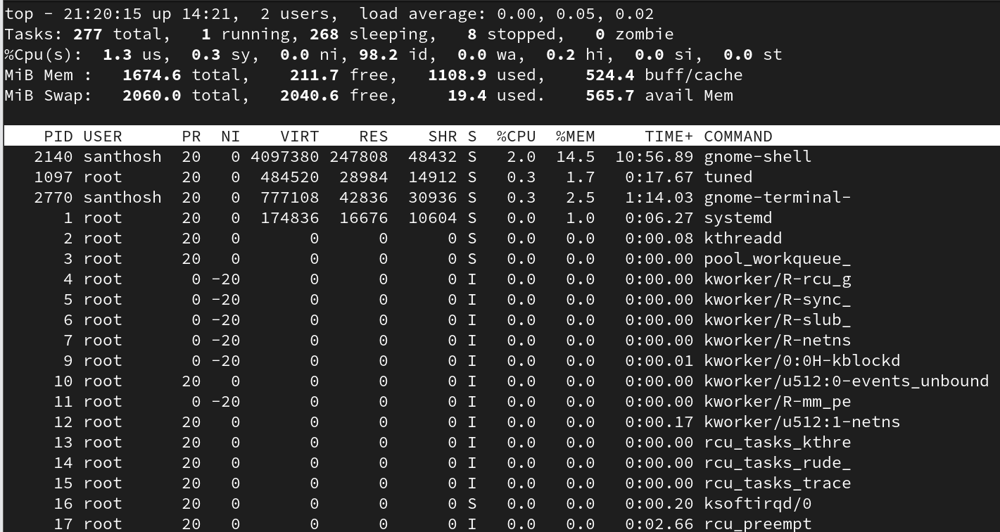 top - 21:20:15 up 14:21,  2 users,  load average: 0.00, 0.05, 0.02
Tasks: 277 total,   1 running, 268 sleeping,   8 stopped,   0 zombie
%Cpu(s):  1.3 us,  0.3 sy,  0.0 ni, 98.2 id,  0.0 wa,  0.2 hi,  0.0 si,  0.0 st
MiB Mem :   1674.6 total,    211.7 free,   1108.9 used,    524.4 buff/cache
MiB Swap:   2060.0 total,   2040.6 free,     19.4 used.    565.7 avail Mem
    PID USER      PR  NI    VIRT    RES    SHR S  %CPU  %MEM     TIME+ COMMAND
   2140 santhosh  20   0 4097380 247808  48432 S   2.0  14.5  10:56.89 gnome-shell
   1097 root      20   0  484520  28984  14912 S   0.3   1.7   0:17.67 tuned
   2770 santhosh  20   0  777108  42836  30936 S   0.3   2.5   1:14.03 gnome-terminal-
      1 root      20   0  174836  16676  10604 S   0.0   1.0   0:06.27 systemd
      2 root      20   0       0      0      0 S   0.0   0.0   0:00.08 kthreadd
      3 root      20   0       0      0      0 S   0.0   0.0   0:00.00 pool_workqueue_
      4 root       0 -20       0      0      0 I   0.0   0.0   0:00.00 kworker/R-rcu_g
      5 root       0 -20       0      0      0 I   0.0   0.0   0:00.00 kworker/R-sync_
      6 root       0 -20       0      0      0 I   0.0   0.0   0:00.00 kworker/R-slub_
      7 root       0 -20       0      0      0 I   0.0   0.0   0:00.00 kworker/R-netns
      9 root       0 -20       0      0      0 I   0.0   0.0   0:00.01 kworker/0:0H-kblockd
     10 root      20   0       0      0      0 I   0.0   0.0   0:00.00 kworker/u512:0-events_unbound
     11 root       0 -20       0      0      0 I   0.0   0.0   0:00.00 kworker/R-mm_pe
     12 root      20   0       0      0      0 I   0.0   0.0   0:00.17 kworker/u512:1-netns
     13 root      20   0       0      0      0 I   0.0   0.0   0:00.00 rcu_tasks_kthre
     14 root      20   0       0      0      0 I   0.0   0.0   0:00.00 rcu_tasks_rude_
     15 root      20   0       0      0      0 I   0.0   0.0   0:00.00 rcu_tasks_trace
     16 root      20   0       0      0      0 S   0.0   0.0   0:00.20 ksoftirqd/0
     17 root      20   0       0      0      0 I   0.0   0.0   0:02.66 rcu_preempt